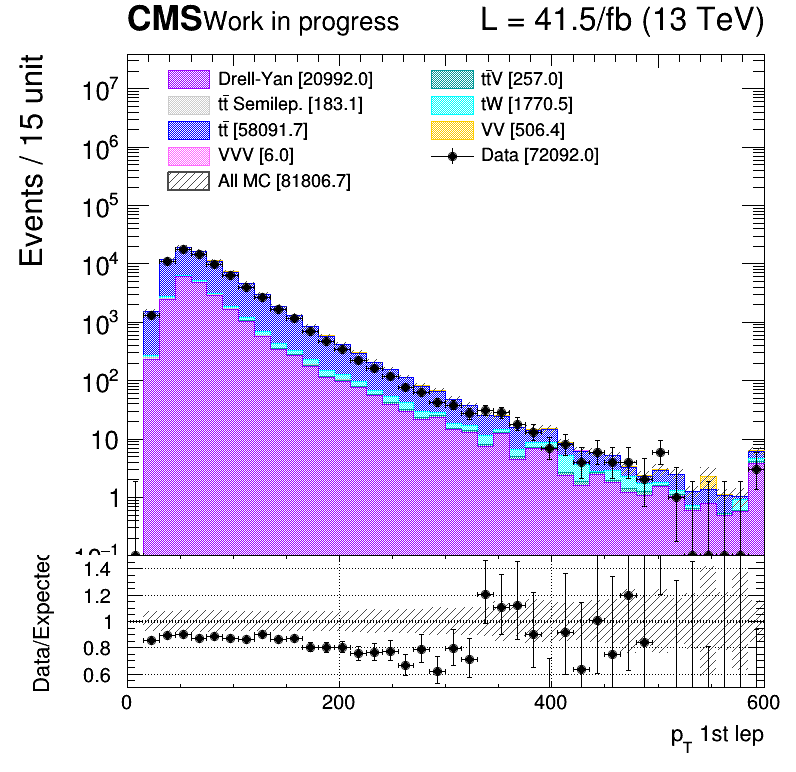 CMS Work in progress L = 41.5/fb (13 TeV)
Events / 15 unit
10⁷
10⁶
10⁵
10⁴
10³
10²
10
1
10⁻¹
Drell-Yan [20992.0]
tt̄V [257.0]
tt̄ Semilep. [183.1]
tW [1770.5]
tt̄ [58091.7]
VV [506.4]
VVV [6.0]
Data [72092.0]
All MC [81806.7]
Data/Expected
1.4
1.2
1
0.8
0.6
0 200 400 600
p_T 1st lep